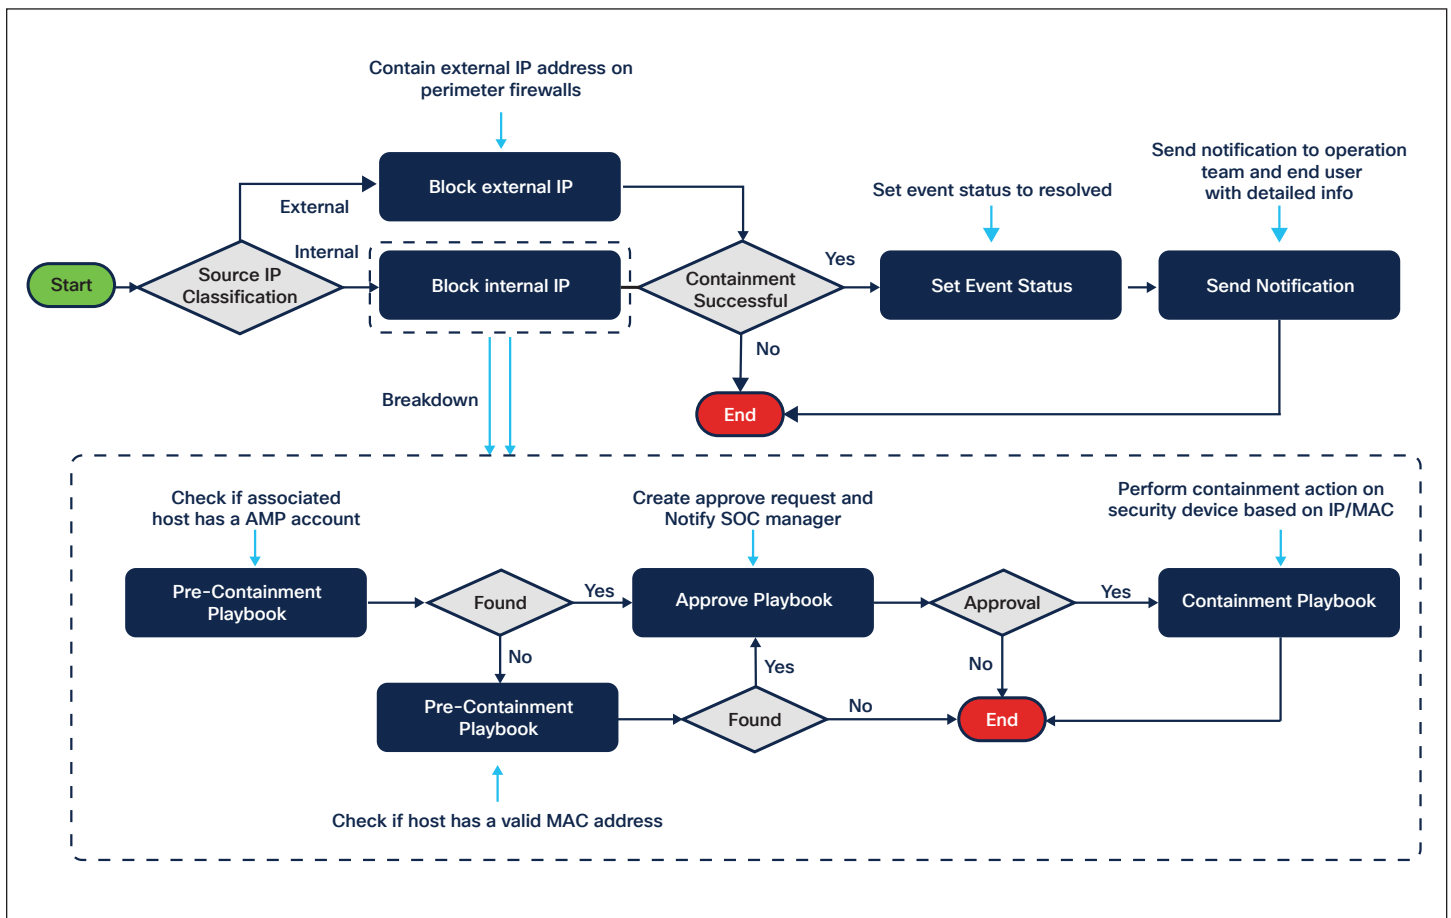 Contain external IP address on
perimeter firewalls
Block external IP
External
Start
Source IP
Classification
Internal
Block internal IP
Containment
Successful
Yes
No
Set event status to resolved
Set Event Status
Send notification to operation
team and end user
with detailed info
Send Notification
End
Breakdown
Check if associated
host has a AMP account
Pre-Containment
Playbook
Found
Yes
No
Create approve request and
Notify SOC manager
Approve Playbook
Approval
Yes
No
Perform containment action on
security device based on IP/MAC
Containment Playbook
Pre-Containment
Playbook
Found
Yes
No
End
Check if host has a valid MAC address